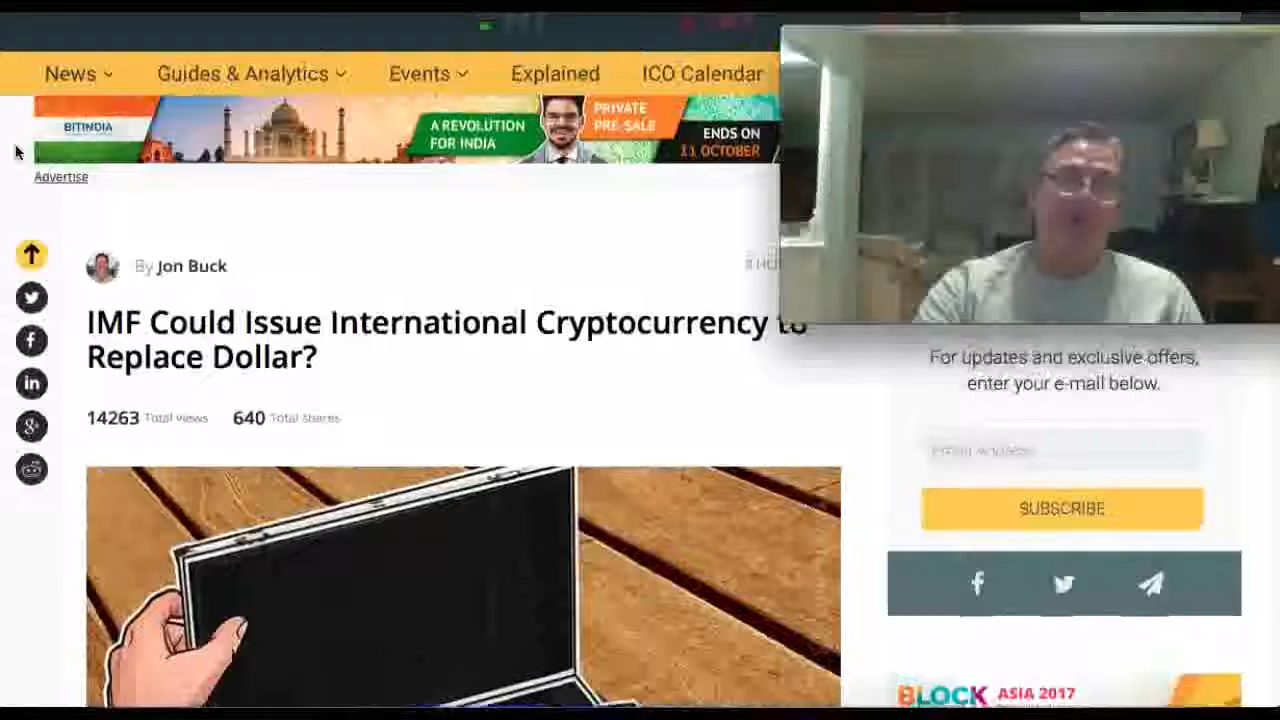 News Guides & Analytics Events Explained ICO Calendar
BITINDIA
A REVOLUTION
FOR INDIA
PRIVATE
PRE-SALE
ENDS ON
11 OCTOBER
Advertise
By Jon Buck
IMF Could Issue International Cryptocurrency to
Replace Dollar?
14263 Total views 640 Total shares
For updates and exclusive offers,
enter your e-mail below.
Email address
SUBSCRIBE
BLOCK ASIA 2017